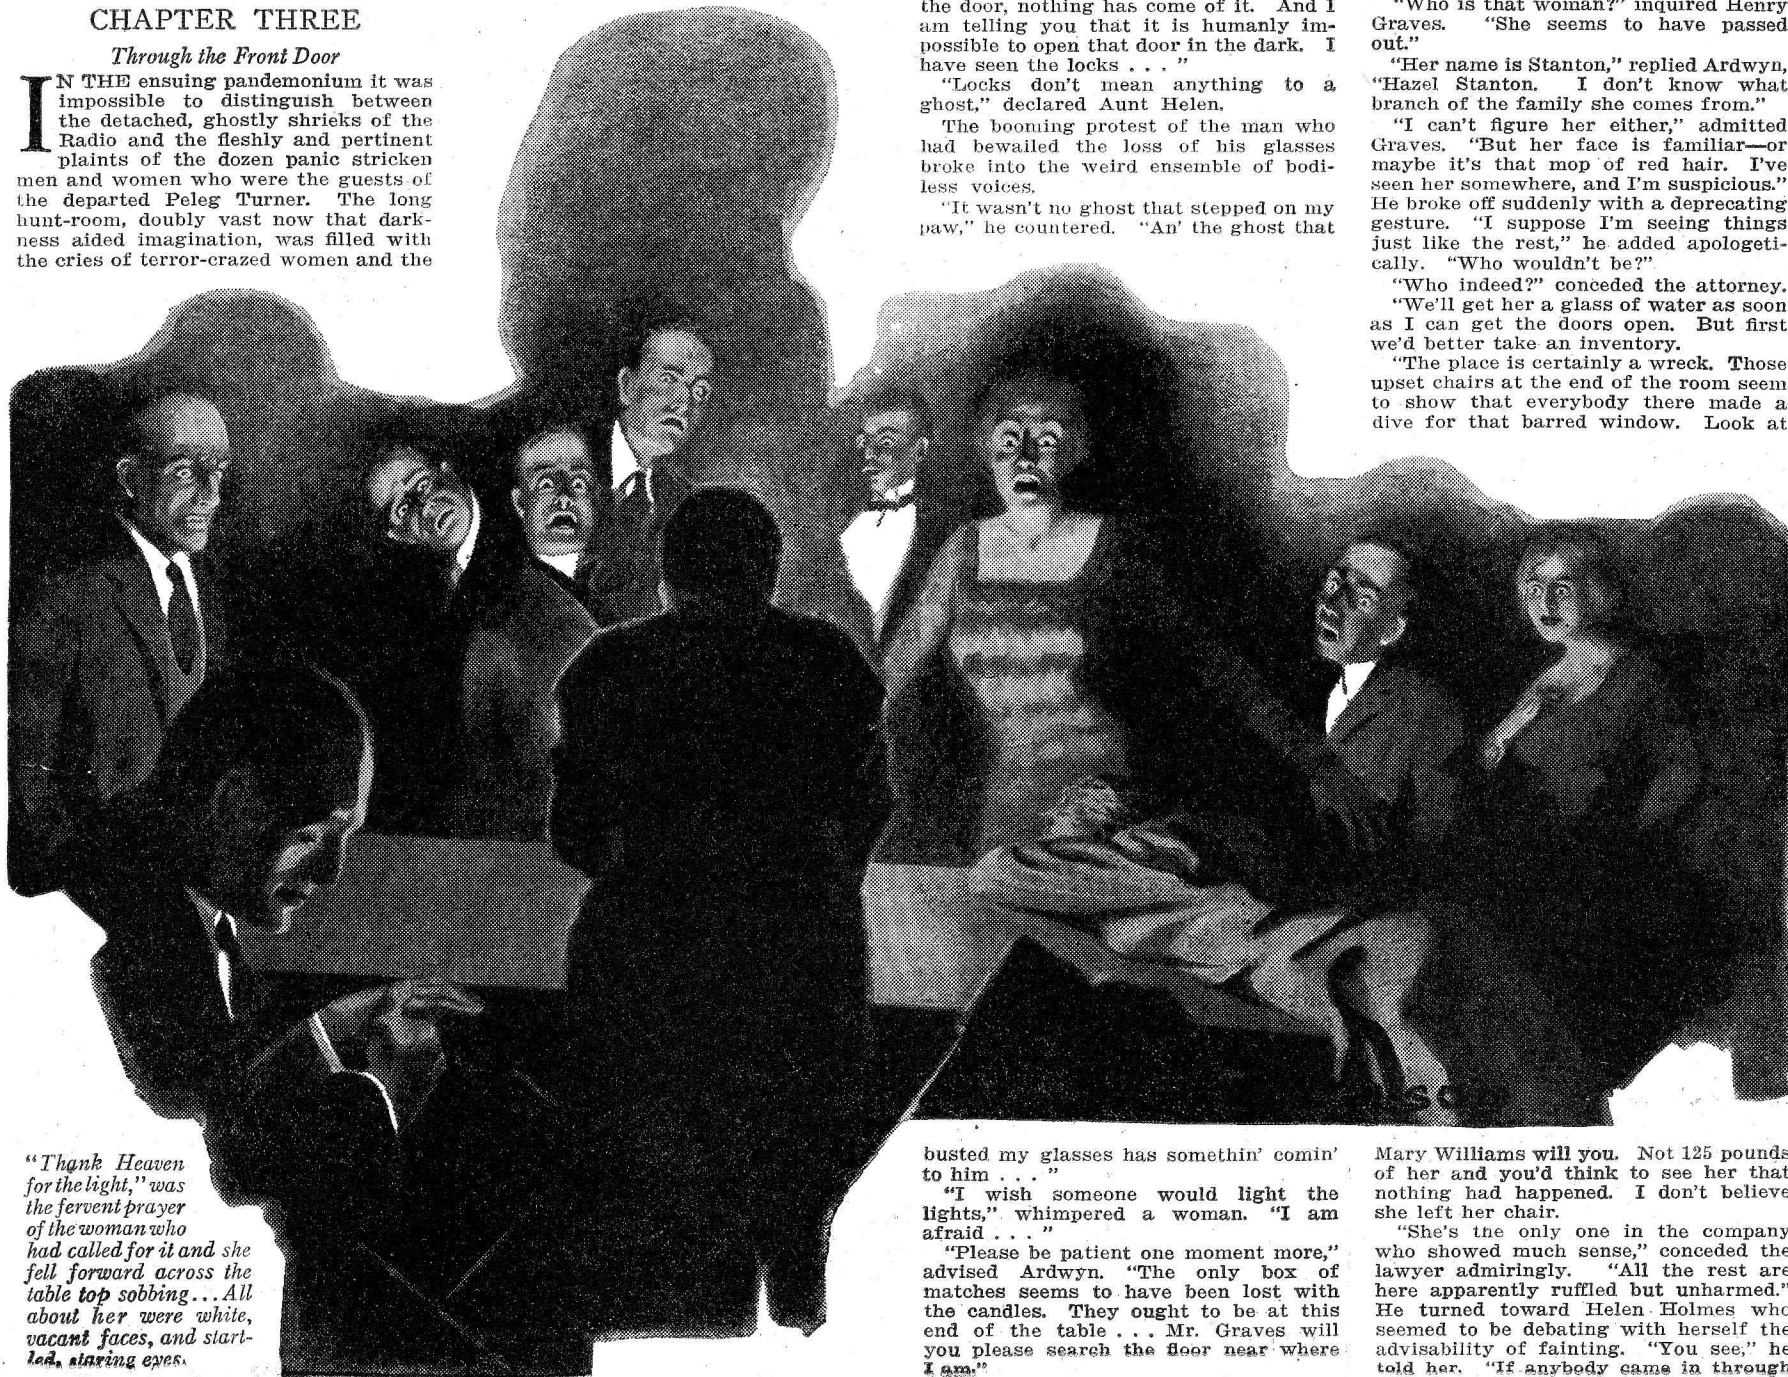 CHAPTER THREE
Through the Front Door
IN THE ensuing pandemonium it was
impossible to distinguish between
the detached, ghostly shrieks of the
Radio and the fleshly and pertinent
plaints of the dozen panic stricken
men and women who were the guests of
the departed Peleg Turner. The long
hunt-room, doubly vast now that dark-
ness aided imagination, was filled with
the cries of terror-crazed women and the
"Thank Heaven
for the light," was
the fervent prayer
of the woman who
had called for it and she
fell forward across the
table top sobbing...All
about her were white,
vacant faces, and start-
led, staring eyes.
the door, nothing has come of it. And I
am telling you that it is humanly im-
possible to open that door in the dark. I
have seen the locks . . . "
"Locks don't mean anything to a
ghost," declared Aunt Helen,
The booming protest of the man who
had bewailed the loss of his glasses
broke into the weird ensemble of bodi-
less voices.
"It wasn't no ghost that stepped on my
paw," he countered. "An' the ghost that
busted my glasses has somethin' comin'
to him . . . "
"I wish someone would light the
lights," whimpered a woman. "I am
afraid . . . "
"Please be patient one moment more,"
advised Ardwyn. "The only box of
matches seems to have been lost with
the candles. They ought to be at this
end of the table . . . Mr. Graves will
you please search the floor near where
I am."
"Who is that woman?" inquired Henry
Graves. "She seems to have passed
out."
"Her name is Stanton," replied Ardwyn,
"Hazel Stanton. I don't know what
branch of the family she comes from."
"I can't figure her either," admitted
Graves. "But her face is familiar—or
maybe it's that mop of red hair. I've
seen her somewhere, and I'm suspicious."
He broke off suddenly with a deprecating
gesture. "I suppose I'm seeing things
just like the rest," he added apologeti-
cally. "Who wouldn't be?"
"Who indeed?" conceded the attorney.
"We'll get her a glass of water as soon
as I can get the doors open. But first
we'd better take an inventory.
"The place is certainly a wreck. Those
upset chairs at the end of the room seem
to show that everybody there made a
dive for that barred window. Look at
Mary Williams will you. Not 125 pounds
of her and you'd think to see her that
nothing had happened. I don't believe
she left her chair.
"She's the only one in the company
who showed much sense," conceded the
lawyer admiringly. "All the rest are
here apparently ruffled but unharmed."
He turned toward Helen Holmes who
seemed to be debating with herself the
advisability of fainting. "You see," he
told her. "If anybody came in through